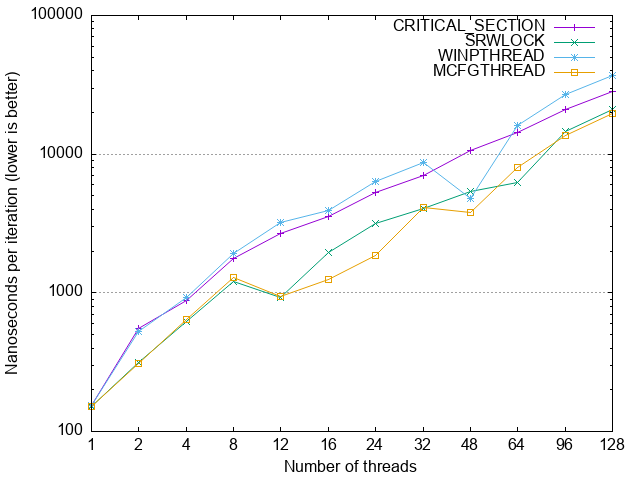 100000
10000
1000
100
Nanoseconds per iteration (lower is better)
CRITICAL_SECTION
SRWLOCK
WINPTHREAD
MCFGTHREAD
1 2 4 8 12 16 24 32 48 64 96 128
Number of threads